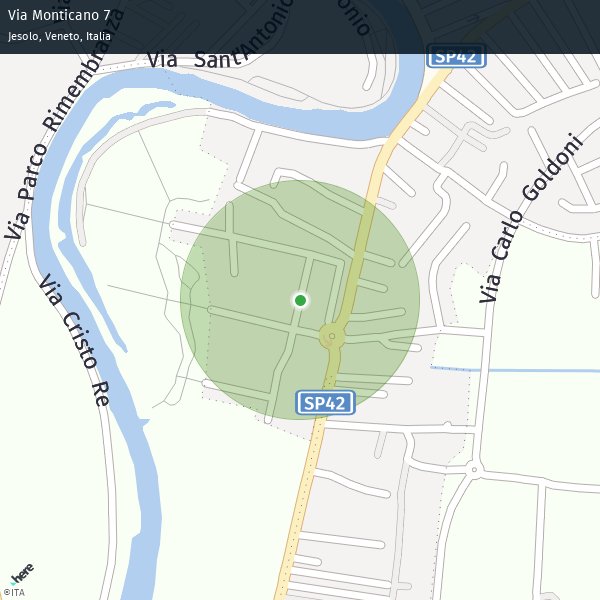 Via Monticano 7
Jesolo, Veneto, Italia
SP42
Via Sant'Antonio
Via Parco Rimembranza
Via Carlo Goldoni
Via Cristo Re
SP42
here
©ITA